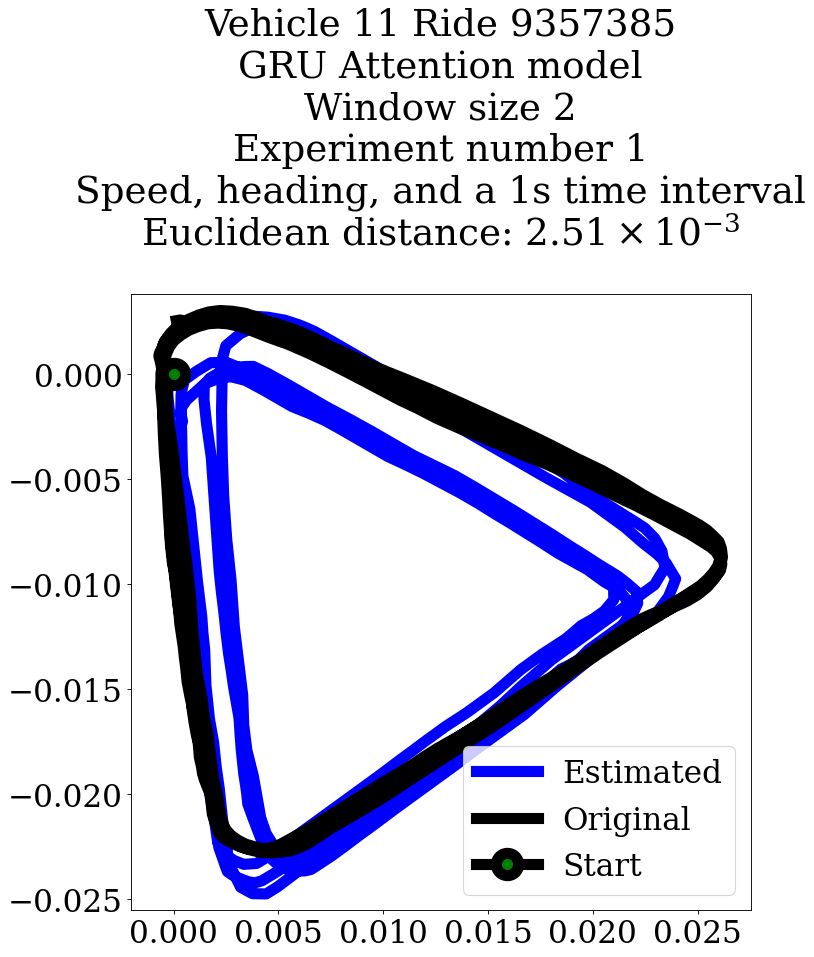 Vehicle 11 Ride 9357385
GRU Attention model
Window size 2
Experiment number 1
Speed, heading, and a 1s time interval
Euclidean distance: 2.51 × 10⁻³
0.000
−0.005
−0.010
−0.015
−0.020
−0.025
Estimated
Original
Start
0.000 0.005 0.010 0.015 0.020 0.025